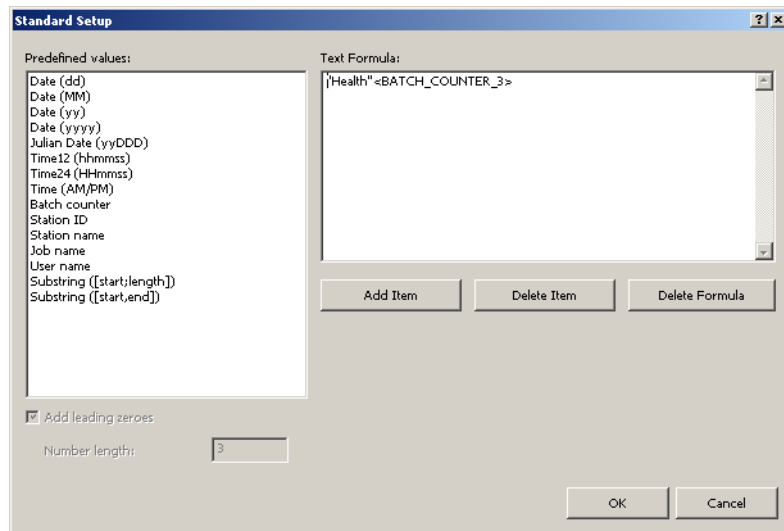 Standard Setup
Predefined values:
Date (dd)
Date (MM)
Date (yy)
Date (yyyy)
Julian Date (yyDDD)
Time12 (hhmmss)
Time24 (HHmmss)
Time (AM/PM)
Batch counter
Station ID
Station name
Job name
User name
Substring ([start;length])
Substring ([start,end])
Add leading zeroes
Number length:
3
Text Formula:
"Health"<BATCH_COUNTER_3>
Add Item
Delete Item
Delete Formula
OK
Cancel